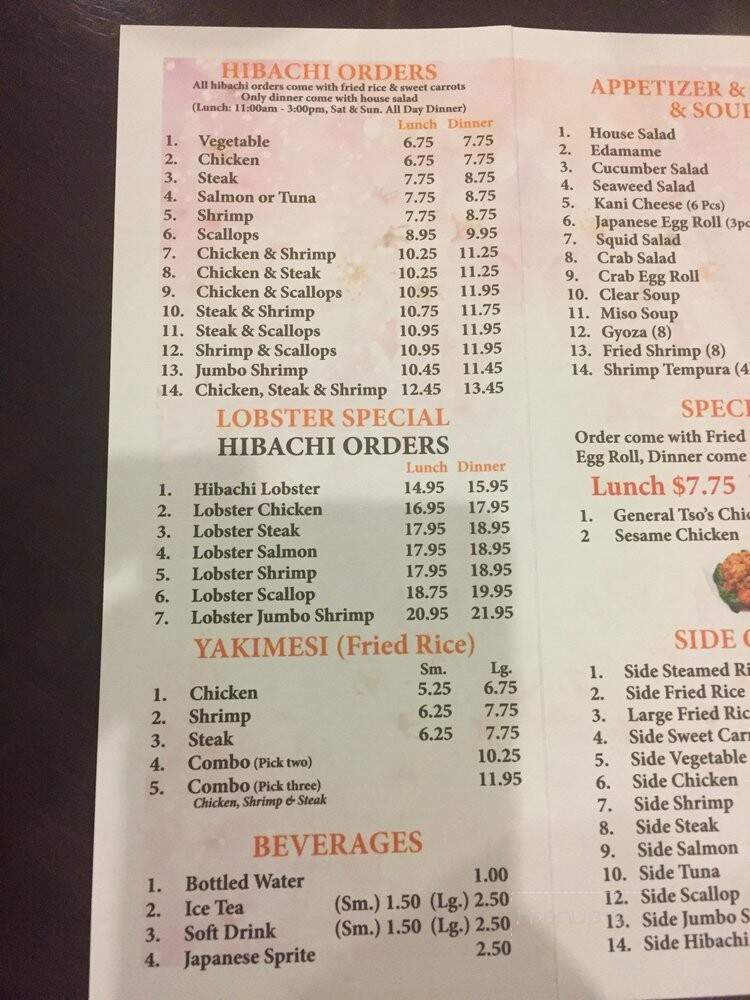 HIBACHI ORDERS
All hibachi orders come with fried rice & sweet carrots
Only dinner come with house salad
(Lunch: 11:00am - 3:00pm, Sat & Sun. All Day Dinner)
Lunch Dinner
1. Vegetable 6.75 7.75
2. Chicken 6.75 7.75
3. Steak 7.75 8.75
4. Salmon or Tuna 7.75 8.75
5. Shrimp 7.75 8.75
6. Scallops 8.95 9.95
7. Chicken & Shrimp 10.25 11.25
8. Chicken & Steak 10.25 11.25
9. Chicken & Scallops 10.95 11.95
10. Steak & Shrimp 10.75 11.75
11. Steak & Scallops 10.95 11.95
12. Shrimp & Scallops 10.95 11.95
13. Jumbo Shrimp 10.45 11.45
14. Chicken, Steak & Shrimp 12.45 13.45
LOBSTER SPECIAL
HIBACHI ORDERS
Lunch Dinner
1. Hibachi Lobster 14.95 15.95
2. Lobster Chicken 16.95 17.95
3. Lobster Steak 17.95 18.95
4. Lobster Salmon 17.95 18.95
5. Lobster Shrimp 17.95 18.95
6. Lobster Scallop 18.75 19.95
7. Lobster Jumbo Shrimp 20.95 21.95
YAKIMESI (Fried Rice)
Sm. Lg.
1. Chicken 5.25 6.75
2. Shrimp 6.25 7.75
3. Steak 6.25 7.75
4. Combo (Pick two) 10.25
5. Combo (Pick three) 11.95
Chicken, Shrimp & Steak
BEVERAGES
1. Bottled Water 1.00
2. Ice Tea (Sm.) 1.50 (Lg.) 2.50
3. Soft Drink (Sm.) 1.50 (Lg.) 2.50
4. Japanese Sprite 2.50
APPETIZER &
& SOUP
1. House Salad
2. Edamame
3. Cucumber Salad
4. Seaweed Salad
5. Kani Cheese (6 Pcs)
6. Japanese Egg Roll (3pc
7. Squid Salad
8. Crab Salad
9. Crab Egg Roll
10. Clear Soup
11. Miso Soup
12. Gyoza (8)
13. Fried Shrimp (8)
14. Shrimp Tempura (4
SPECI
Order come with Fried
Egg Roll, Dinner come
Lunch $7.75
1. General Tso's Chic
2 Sesame Chicken
SIDE O
1. Side Steamed Ri
2. Side Fried Rice
3. Large Fried Ric
4. Side Sweet Carr
5. Side Vegetable
6. Side Chicken
7. Side Shrimp
8. Side Steak
9. Side Salmon
10. Side Tuna
12. Side Scallop
13. Side Jumbo S
14. Side Hibachi